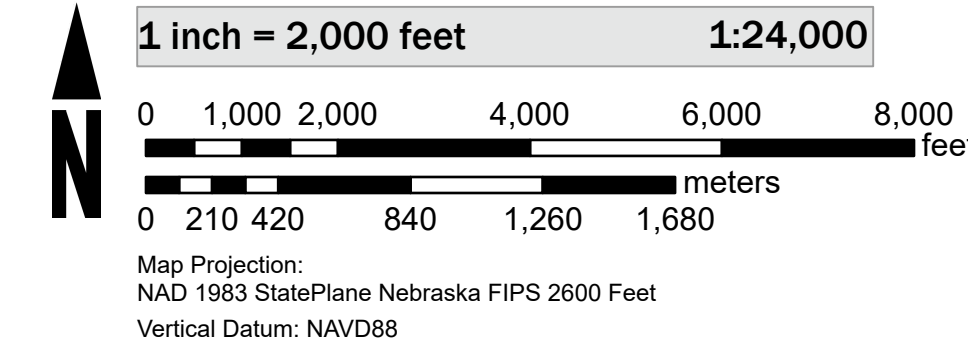 N
1 inch = 2,000 feet 1:24,000
0 1,000 2,000 4,000 6,000 8,000
feet
meters
0 210 420 840 1,260 1,680
Map Projection:
NAD 1983 StatePlane Nebraska FIPS 2600 Feet
Vertical Datum: NAVD88